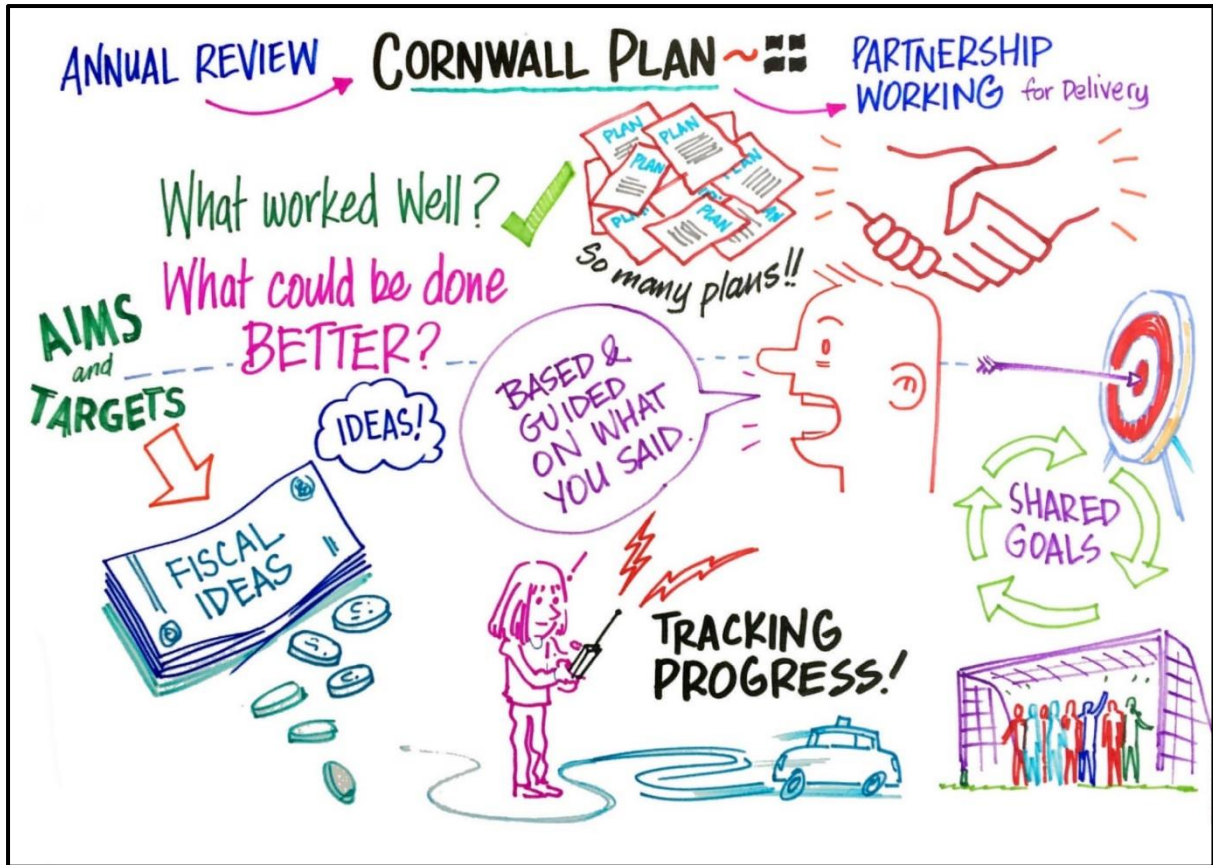 ANNUAL REVIEW
CORNWALL PLAN ~
PARTNERSHIP
WORKING for Delivery
What worked Well?
PLAN
PLAN
PLAN
PLAN
PLAN
PLAN
So many plans!!
What could be done
BETTER?
AIMS
and
TARGETS
IDEAS!
BASED &
GUIDED
ON WHAT
YOU SAID.
FISCAL
IDEAS
SHARED
GOALS
TRACKING
PROGRESS!